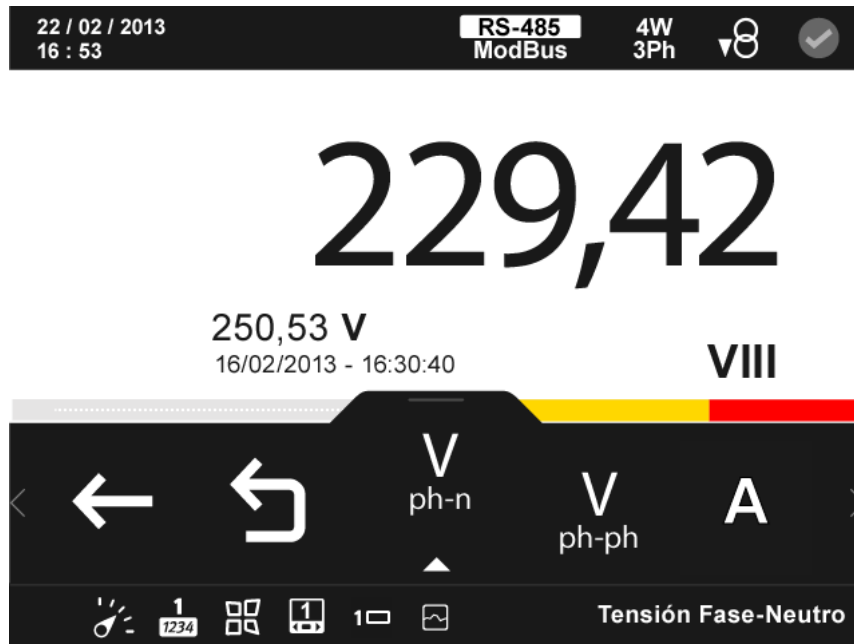 22 / 02 / 2013
16 : 53
RS-485
ModBus
4W
3Ph
229,42
250,53 V
16/02/2013 - 16:30:40
VIII
V
ph-n
V
ph-ph
A
1
1234
1
1
Tensión Fase-Neutro